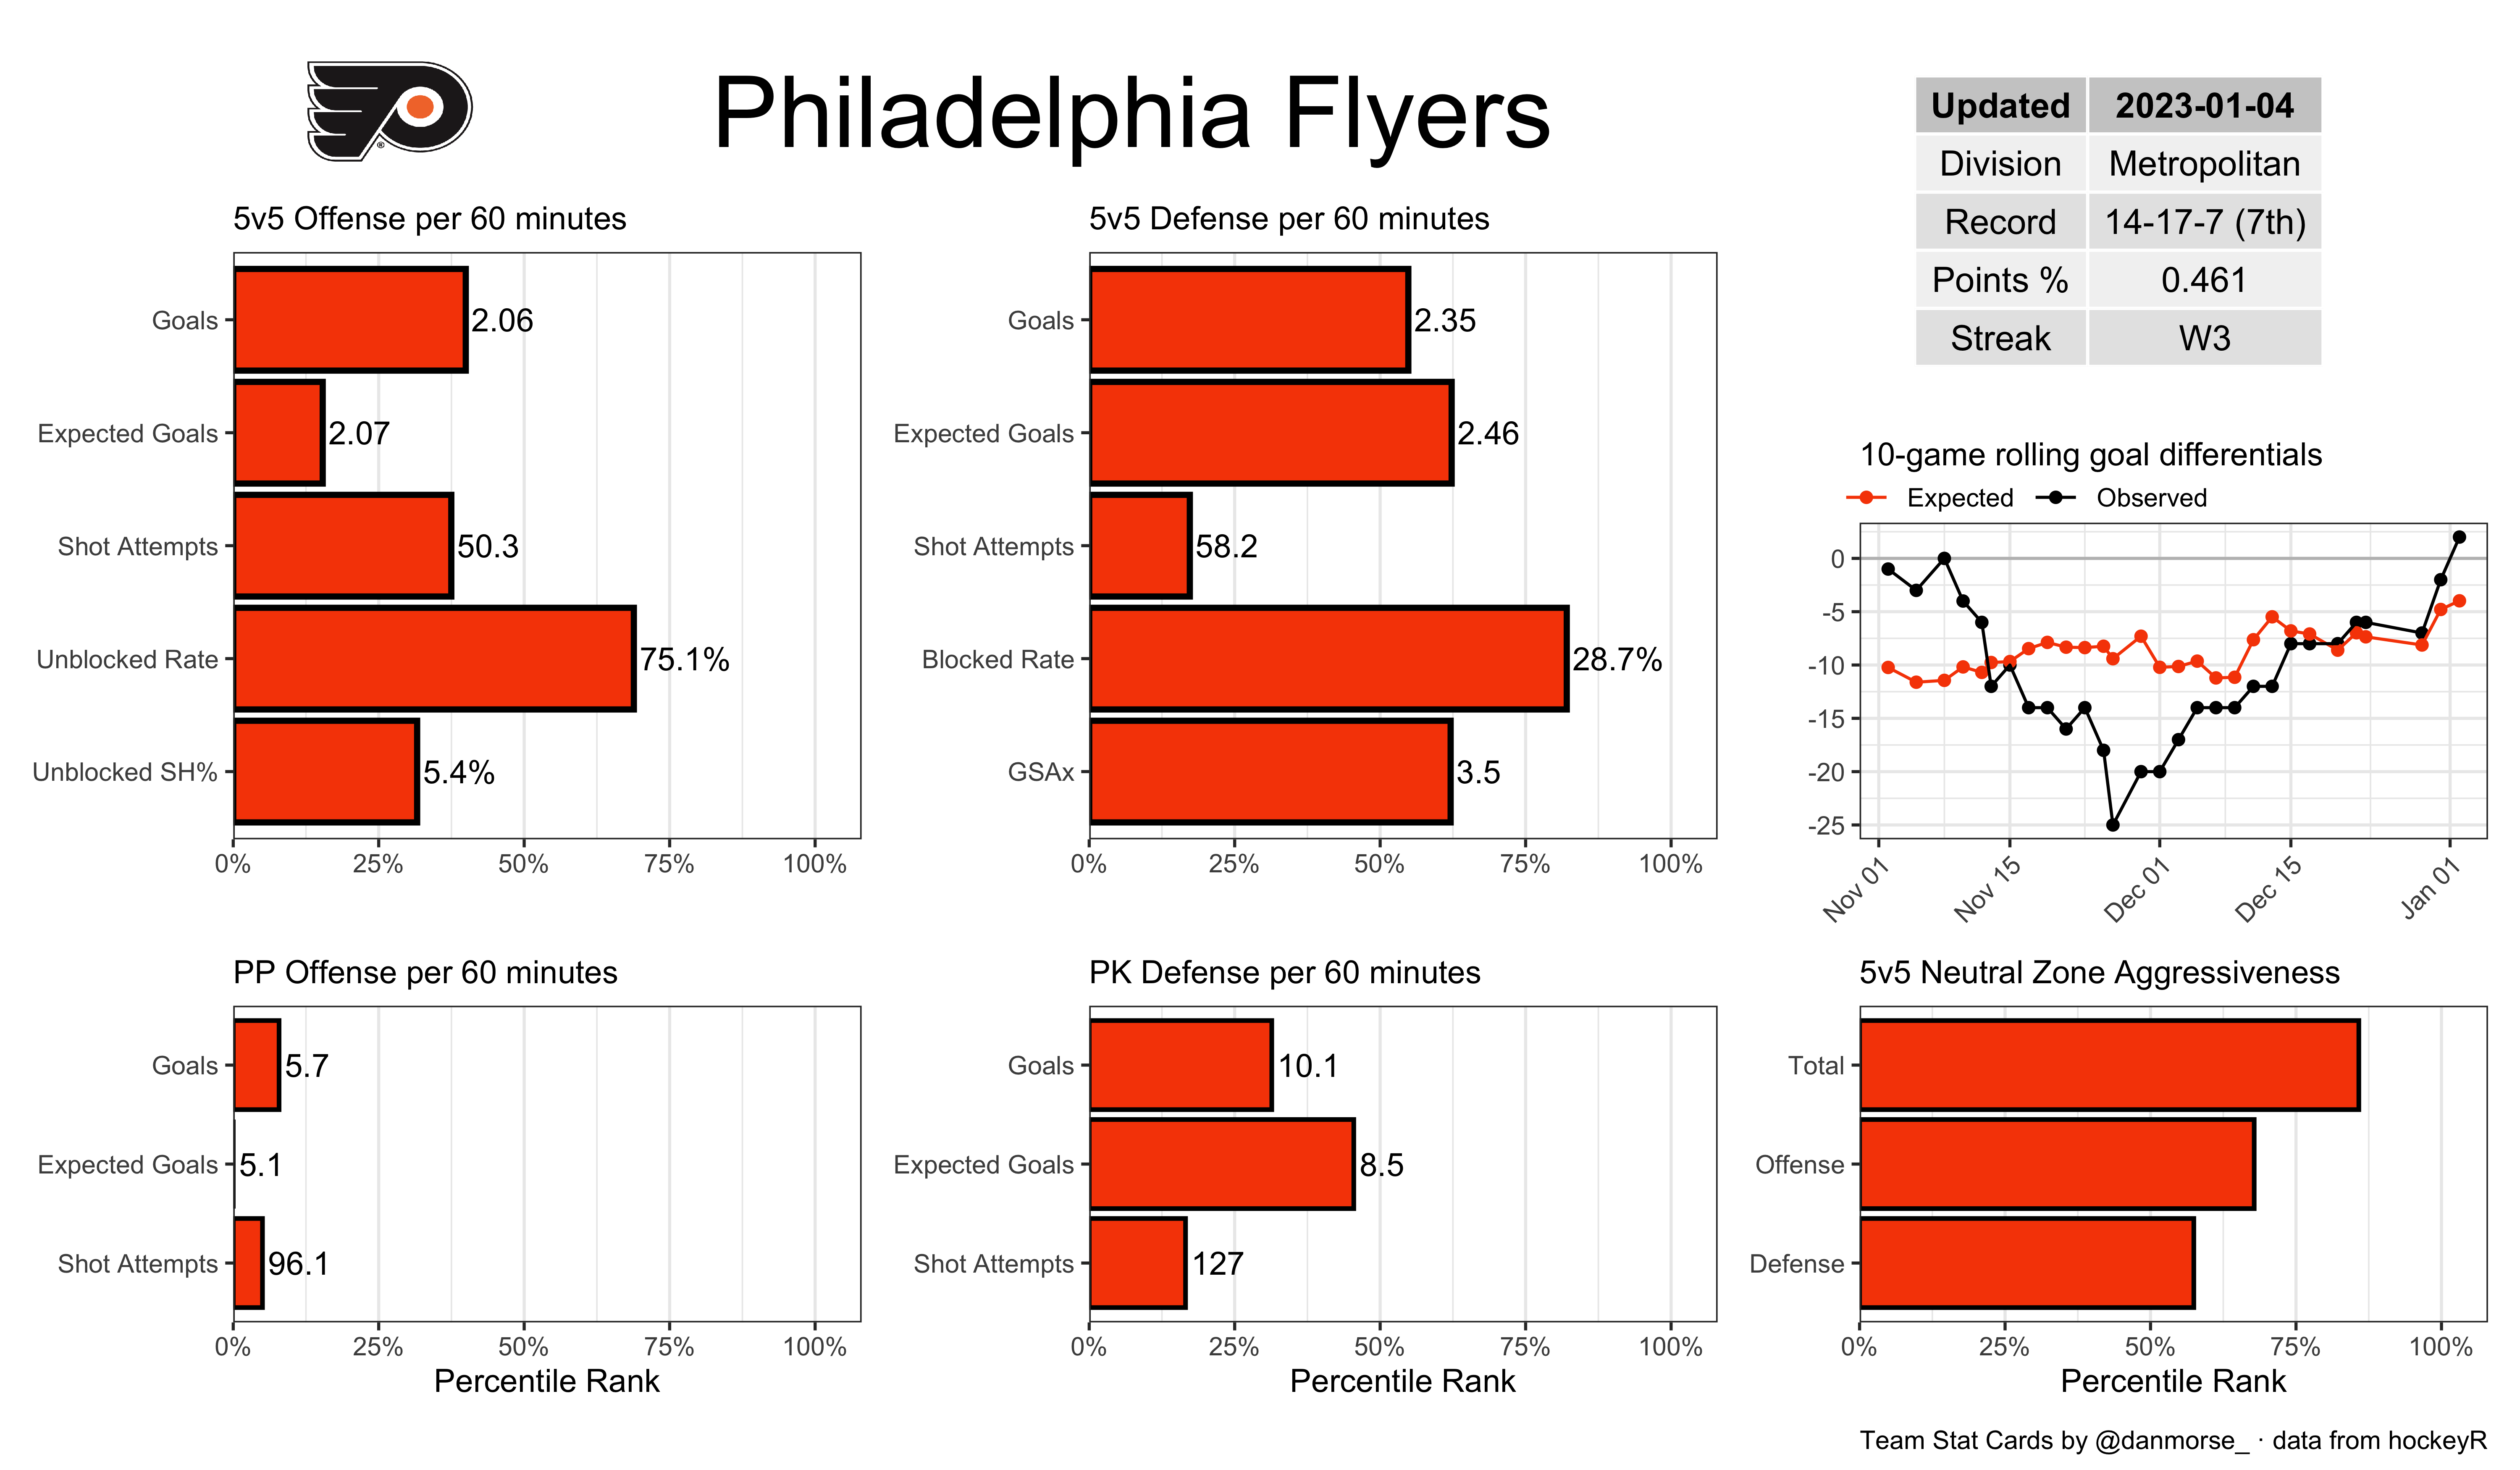 Philadelphia Flyers
Updated 2023-01-04
Division Metropolitan
Record 14-17-7 (7th)
Points % 0.461
Streak W3
5v5 Offense per 60 minutes
Goals 2.06
Expected Goals 2.07
Shot Attempts 50.3
Unblocked Rate 75.1%
Unblocked SH% 5.4%
0% 25% 50% 75% 100%
5v5 Defense per 60 minutes
Goals 2.35
Expected Goals 2.46
Shot Attempts 58.2
Blocked Rate 28.7%
GSAx 3.5
0% 25% 50% 75% 100%
10-game rolling goal differentials
Expected Observed
0
-5
-10
-15
-20
-25
Nov 01 Nov 15 Dec 01 Dec 15 Jan 01
PP Offense per 60 minutes
Goals 5.7
Expected Goals 5.1
Shot Attempts 96.1
0% 25% 50% 75% 100%
Percentile Rank
PK Defense per 60 minutes
Goals 10.1
Expected Goals 8.5
Shot Attempts 127
0% 25% 50% 75% 100%
Percentile Rank
5v5 Neutral Zone Aggressiveness
Total
Offense
Defense
0% 25% 50% 75% 100%
Percentile Rank
Team Stat Cards by @danmorse_ · data from hockeyR